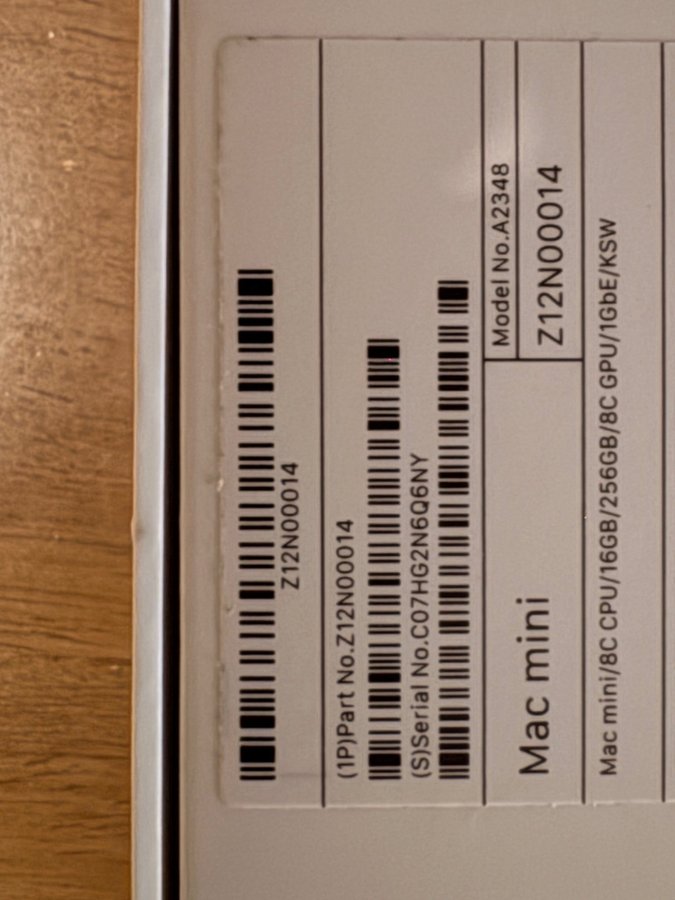 Z12N00014
(1P)Part No.Z12N00014
(S)Serial No.C07HG2N6Q6NY
Mac mini
Model No.A2348
Z12N00014
Mac mini/8C CPU/16GB/256GB/8C GPU/1GbE/KSW